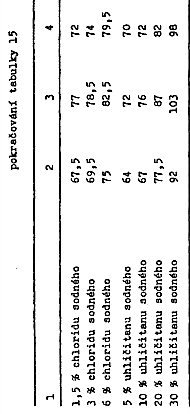 pokračování tabulky 15
1 2 3 4
1,5 % chloridu sodného 67,5 77 72
3 % chloridu sodného 69,5 78,5 74
6 % chloridu sodného 75 82,5 79,5
5 % uhličitanu sodného 64 72 70
10 % uhličitanu sodného 67 76 72
20 % uhličitanu sodného 77,5 87 82
30 % uhličitanu sodného 92 103 98